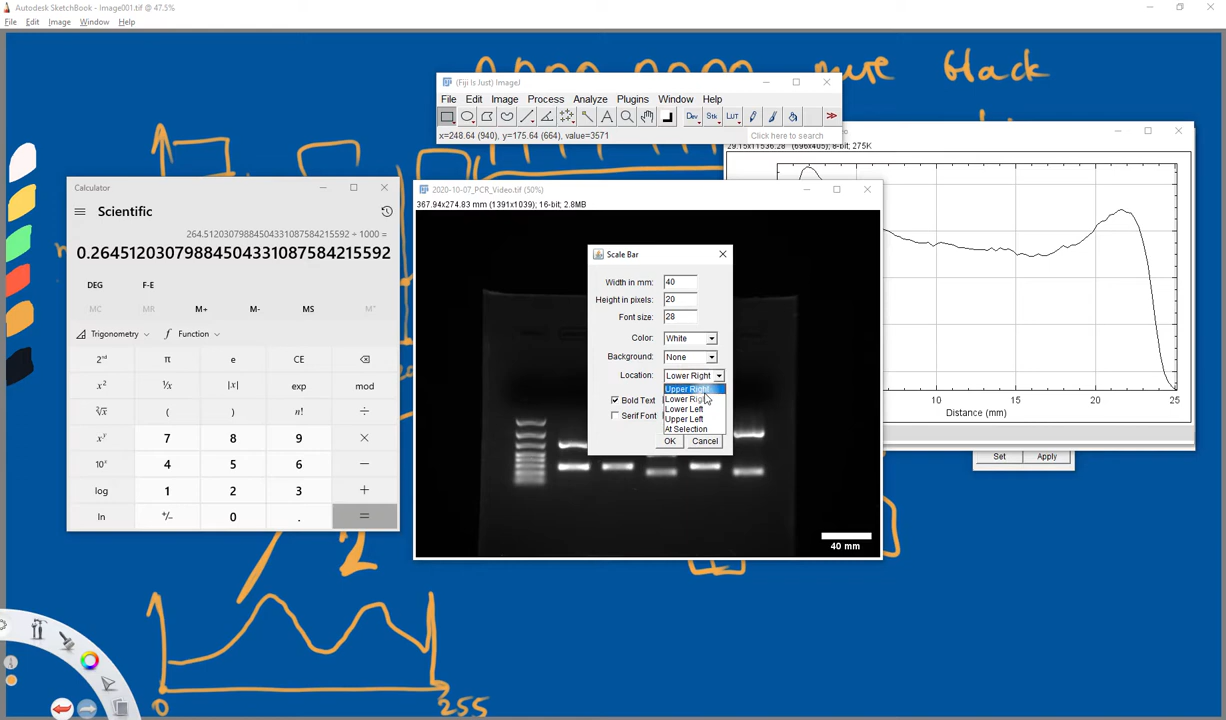 Autodesk SketchBook - Image001.tif @ 47.5%
File Edit Image Window Help
black
(Fiji Is Just) ImageJ
File Edit Image Process Analyze Plugins Window Help
Dev Stk LUT
x=248.64 (940), y=175.64 (664), value=3571
Click here to search
29.15x11536.28 (696x405); 8-bit; 275K
Calculator
Scientific
264.51203079884504331087584215592 ÷ 1000 =
0.26451203079884504331087584215592
DEG F-E
MC MR M+ M- MS M˅
Trigonometry Function
2ⁿᵈ π e CE
x² ¹/x |x| exp mod
²√x ( ) n! ÷
xʸ 7 8 9 ×
10ˣ 4 5 6 −
log 1 2 3 +
ln +/− 0 . =
2020-10-07_PCR_Video.tif (50%)
367.94x274.83 mm (1391x1039); 16-bit; 2.8MB
Scale Bar
Width in mm: 40
Height in pixels: 20
Font size: 28
Color: White
Background: None
Location: Lower Right
Upper Right
Lower Right
Lower Left
Upper Left
At Selection
Bold Text
Serif Font
OK Cancel
40 mm
10 15 20 25
Distance (mm)
Set Apply
2
0 255